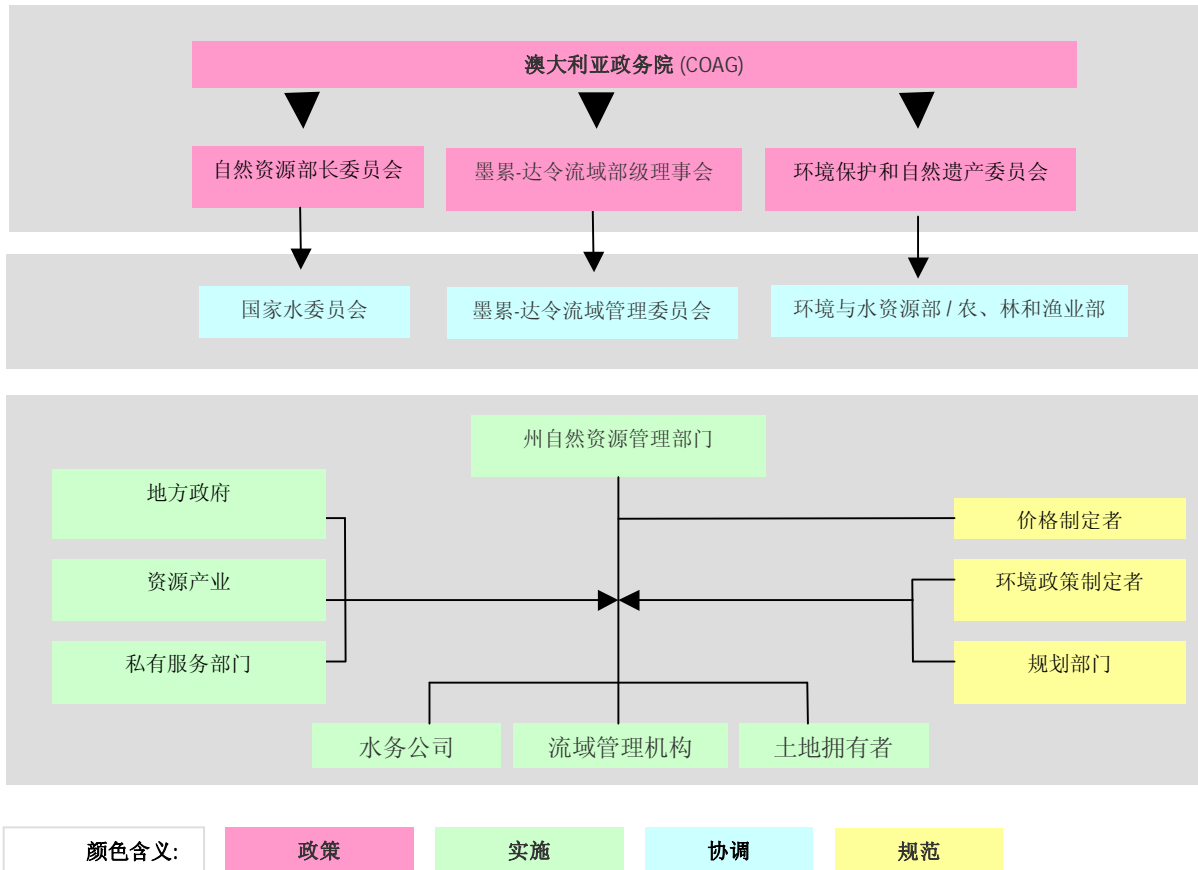 澳大利亚政务院 (COAG)
自然资源部长委员会
墨累-达令流域部级理事会
环境保护和自然遗产委员会
国家水委员会
墨累-达令流域管理委员会
环境与水资源部 / 农、林和渔业部
州自然资源管理部门
地方政府
价格制定者
资源产业
环境政策制定者
私有服务部门
规划部门
水务公司
流域管理机构
土地拥有者
颜色含义:
政策
实施
协调
规范